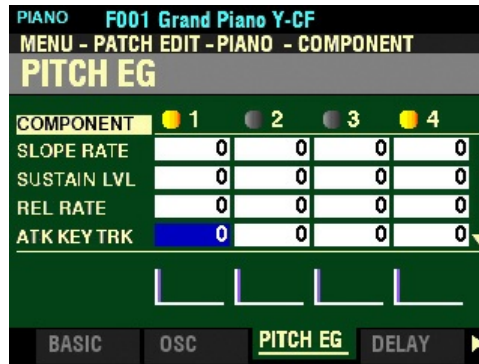 PIANO F001 Grand Piano Y-CF
MENU - PATCH EDIT - PIANO - COMPONENT
PITCH EG
COMPONENT 1 2 3 4
SLOPE RATE 0 0 0 0
SUSTAIN LVL 0 0 0 0
REL RATE 0 0 0 0
ATK KEY TRK 0 0 0 0
BASIC OSC PITCH EG DELAY